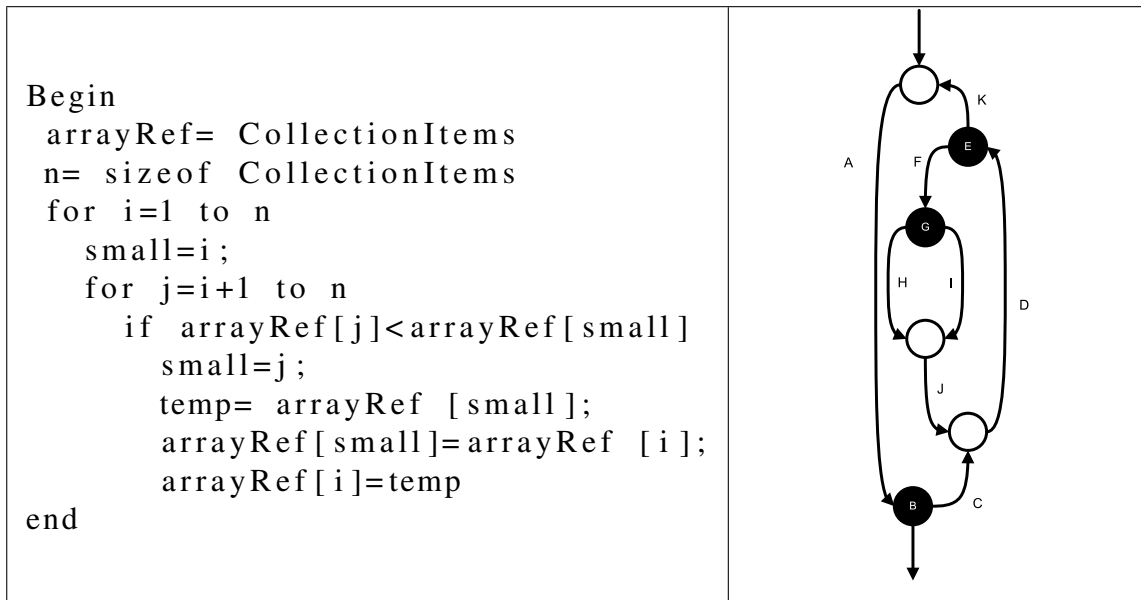 Begin
arrayRef= CollectionItems
n= sizeof CollectionItems
for i=1 to n
small=i;
for j=i+1 to n
if arrayRef[j]<arrayRef[small]
small=j;
temp= arrayRef [small];
arrayRef[small]=arrayRef [i];
arrayRef[i]=temp
end
K
E
A
F
G
H
I
D
J
B
C